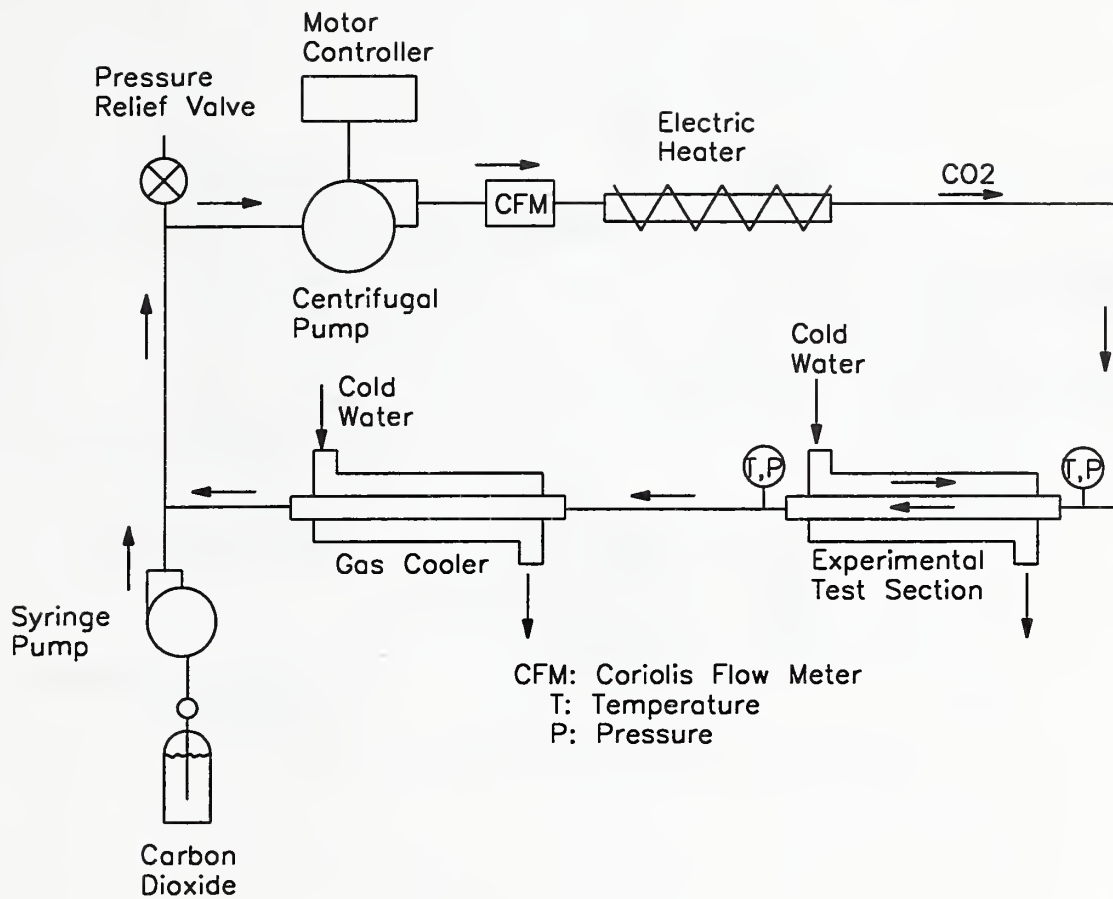 Motor
Controller
Pressure
Relief Valve
Electric
Heater
CO2
CFM
Centrifugal
Pump
Cold
Water
Cold
Water
T,P
T,P
Gas Cooler
Experimental
Test Section
Syringe
Pump
CFM: Coriolis Flow Meter
T: Temperature
P: Pressure
Carbon
Dioxide